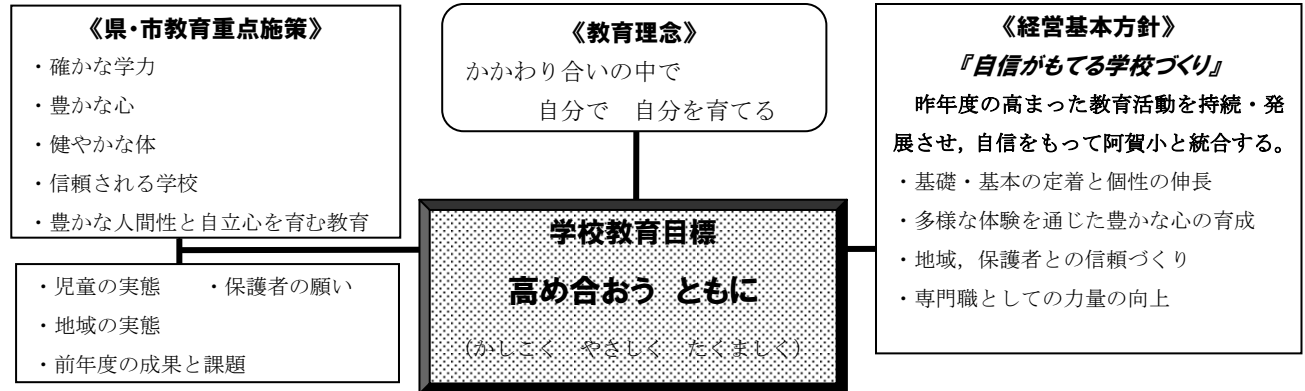 《県・市教育重点施策》
・確かな学力
・豊かな心
・健やかな体
・信頼される学校
・豊かな人間性と自立心を育む教育
・児童の実態　　・保護者の願い
・地域の実態
・前年度の成果と課題
《教育理念》
かかわり合いの中で
自分で　自分を育てる
学校教育目標
高め合おう ともに
（かしこく　やさしく　たくましく）
《経営基本方針》
『自信がもてる学校づくり』
昨年度の高まった教育活動を持続・発
展させ，自信をもって阿賀小と統合する。
・基礎・基本の定着と個性の伸長
・多様な体験を通じた豊かな心の育成
・地域，保護者との信頼づくり
・専門職としての力量の向上